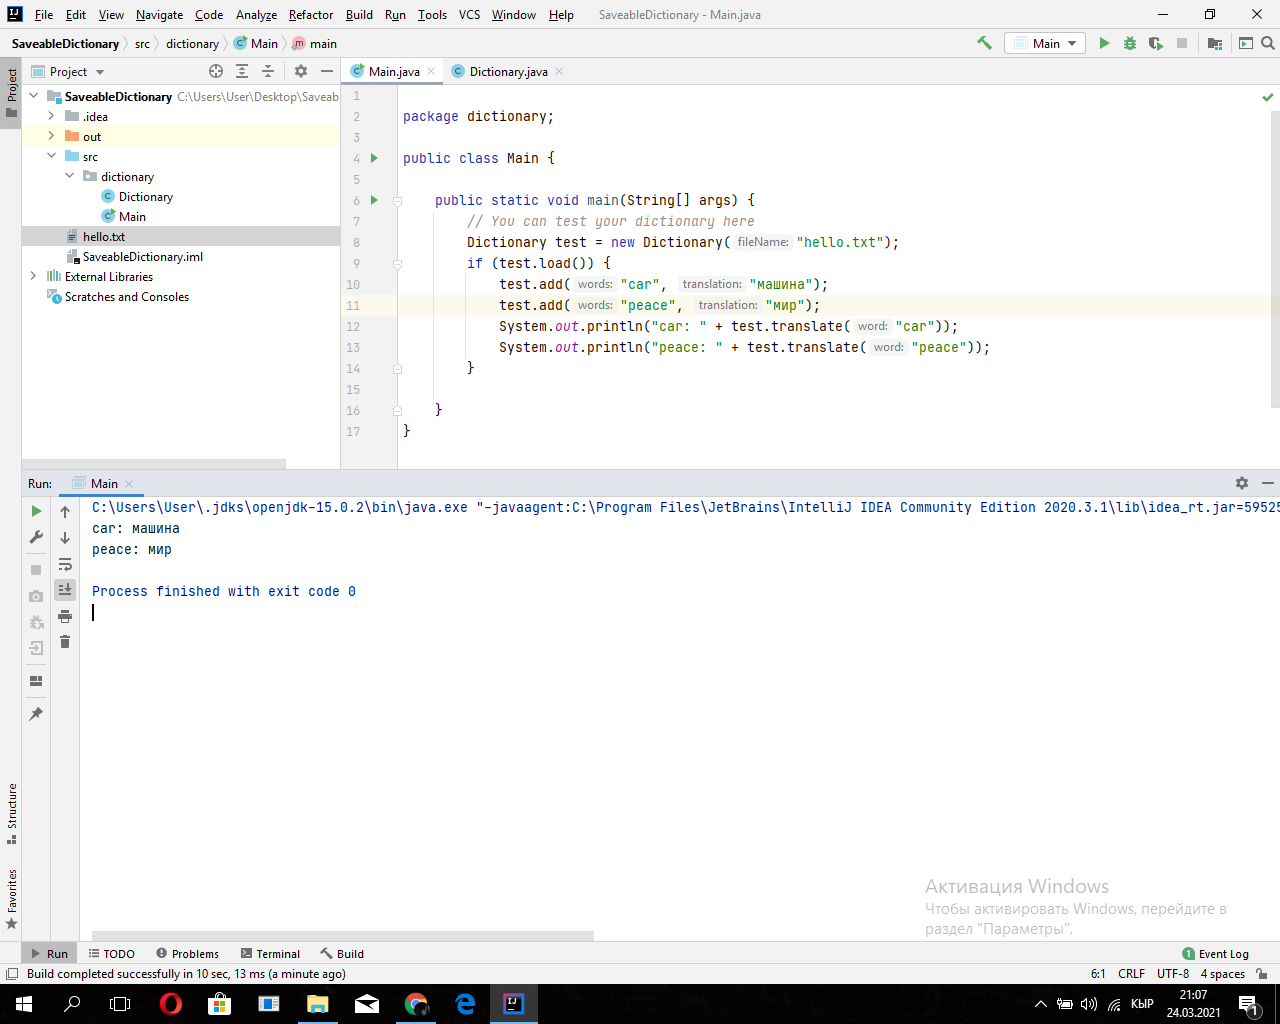 File Edit View Navigate Code Analyze Refactor Build Run Tools VCS Window Help SaveableDictionary - Main.java
SaveableDictionary src dictionary Main main
Main
Project
Project
Main.java Dictionary.java
SaveableDictionary C:\Users\User\Desktop\Saveab
.idea
out
src
dictionary
Dictionary
Main
hello.txt
SaveableDictionary.iml
External Libraries
Scratches and Consoles
1
2 package dictionary;
3
4 public class Main {
5
6 public static void main(String[] args) {
7 // You can test your dictionary here
8 Dictionary test = new Dictionary( fileName: "hello.txt");
9 if (test.load()) {
10 test.add( words: "car", translation: "машина");
11 test.add( words: "peace", translation: "мир");
12 System.out.println("car: " + test.translate( word: "car"));
13 System.out.println("peace: " + test.translate( word: "peace"));
14 }
15
16 }
17 }
Run: Main
C:\Users\User\.jdks\openjdk-15.0.2\bin\java.exe "-javaagent:C:\Program Files\JetBrains\IntelliJ IDEA Community Edition 2020.3.1\lib\idea_rt.jar=59525
car: машина
peace: мир
Process finished with exit code 0
Structure
Favorites
Активация Windows
Чтобы активировать Windows, перейдите в
раздел "Параметры".
Run TODO Problems Terminal Build 1 Event Log
Build completed successfully in 10 sec, 13 ms (a minute ago) 6:1 CRLF UTF-8 4 spaces
КЫР 21:07
24.03.2021 1